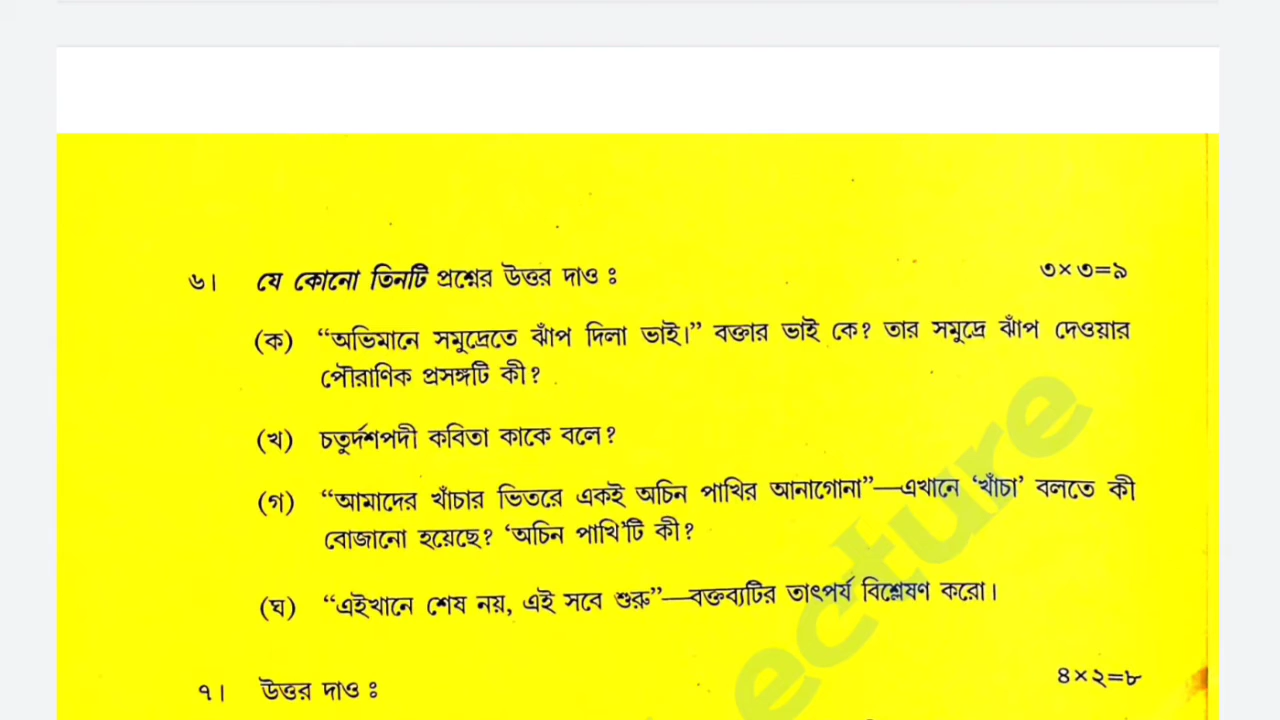 ৬। যে কোনো তিনটি প্রশ্নের উত্তর দাও ঃ ৩×৩=৯
(ক) “অভিমানে সমুদ্রেতে ঝাঁপ দিলা ভাই।” বক্তার ভাই কে? তার সমুদ্রে ঝাঁপ দেওয়ার
পৌরাণিক প্রসঙ্গটি কী?
(খ) চতুর্দশপদী কবিতা কাকে বলে?
(গ) “আমাদের খাঁচার ভিতরে একই অচিন পাখির আনাগোনা”—এখানে ‘খাঁচা’ বলতে কী
বোজানো হয়েছে? ‘অচিন পাখি’টি কী?
(ঘ) “এইখানে শেষ নয়, এই সবে শুরু”—বক্তব্যটির তাৎপর্য বিশ্লেষণ করো।
৭। উত্তর দাও ঃ ৪×২=৮
ecture